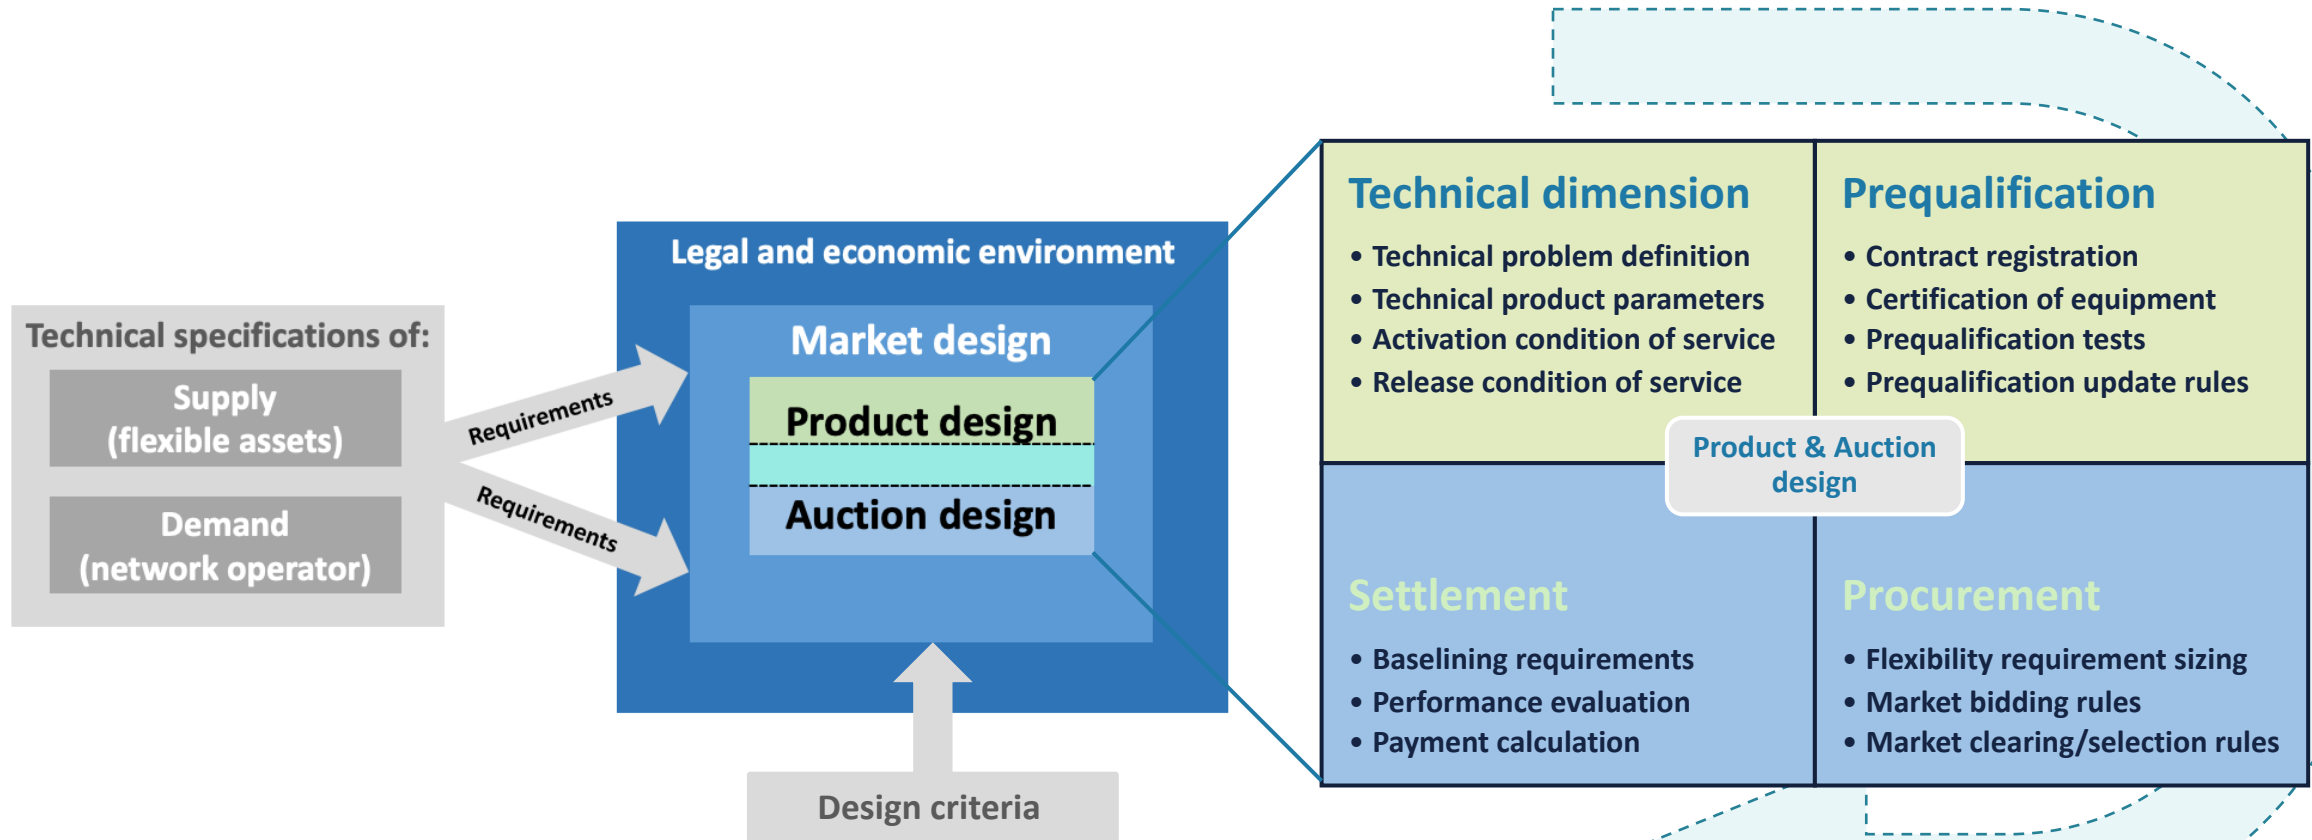 Technical specifications of:
Supply
(flexible assets)
Demand
(network operator)
Requirements
Requirements
Legal and economic environment
Market design
Product design
Auction design
Design criteria
Technical dimension
• Technical problem definition
• Technical product parameters
• Activation condition of service
• Release condition of service
Prequalification
• Contract registration
• Certification of equipment
• Prequalification tests
• Prequalification update rules
Product & Auction
design
Settlement
• Baselining requirements
• Performance evaluation
• Payment calculation
Procurement
• Flexibility requirement sizing
• Market bidding rules
• Market clearing/selection rules